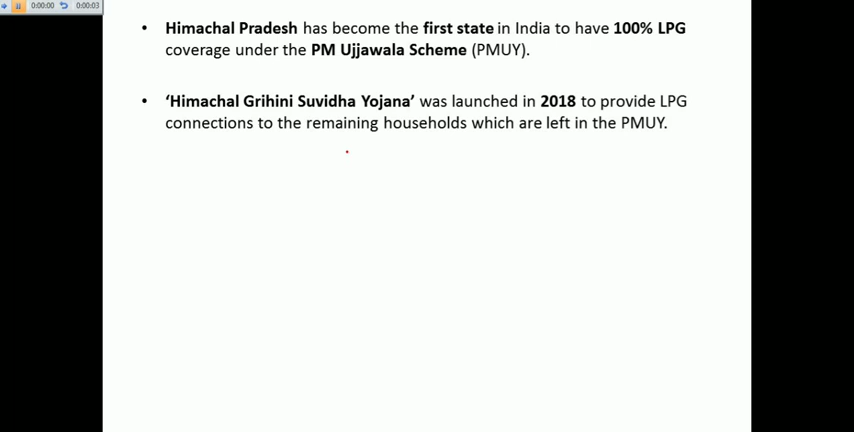 0:00:00 0:00:03
• Himachal Pradesh has become the first state in India to have 100% LPG
coverage under the PM Ujjawala Scheme (PMUY).
• ‘Himachal Grihini Suvidha Yojana’ was launched in 2018 to provide LPG
connections to the remaining households which are left in the PMUY.